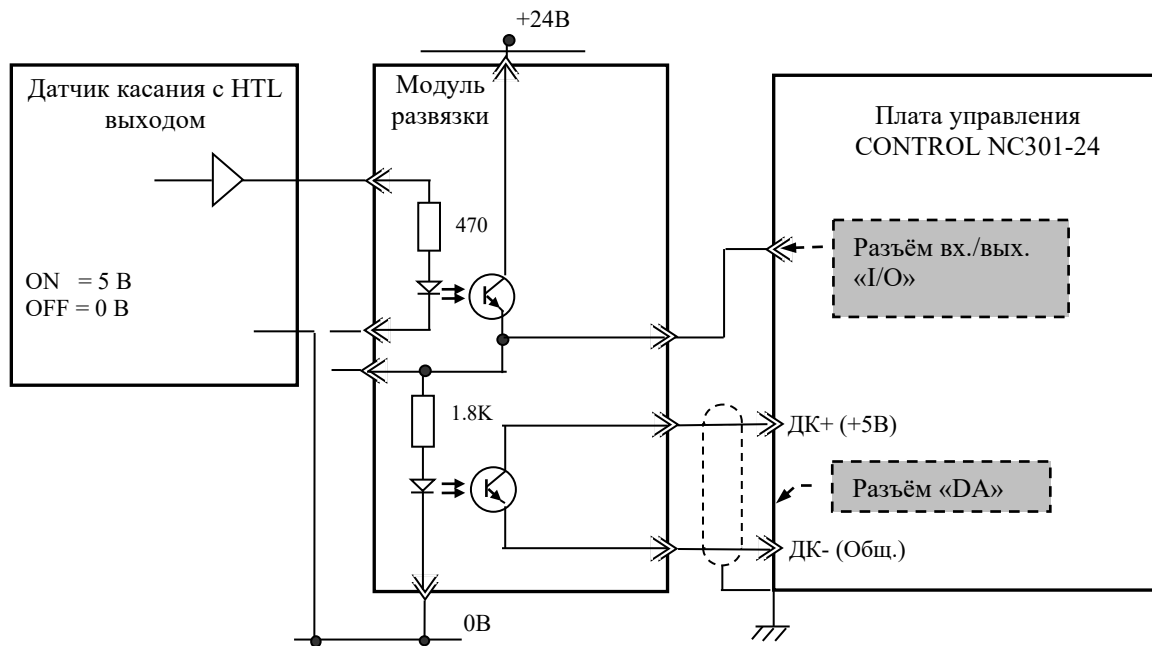 +24В
Датчик касания с HTL
выходом
Модуль
развязки
Плата управления
CONTROL NC301-24
470
Разъём вх./вых.
«I/O»
ON = 5 В
OFF = 0 В
1.8K
ДК+ (+5В)
Разъём «DA»
ДК- (Общ.)
0В